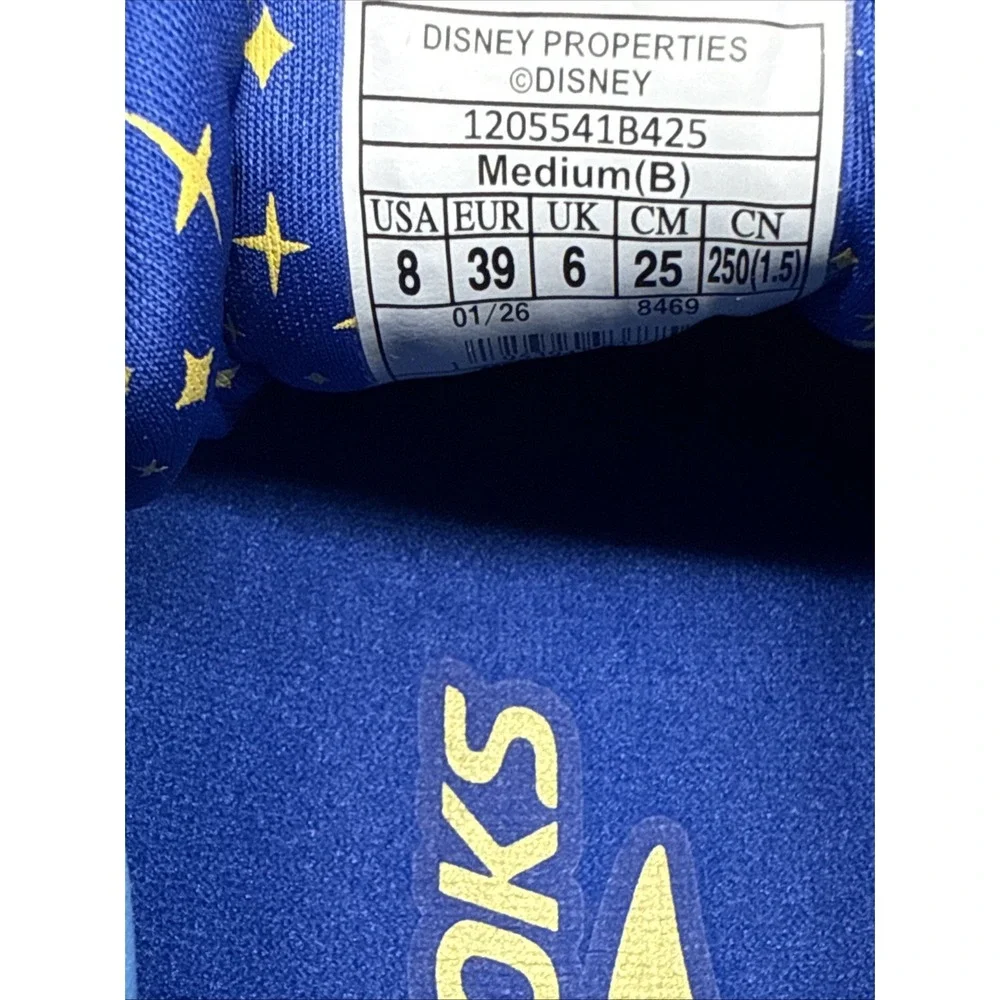 DISNEY PROPERTIES
©DISNEY
1205541B425
Medium(B)
USA EUR UK CM CN
8 39 6 25 250(1.5)
01/26 8469
OKS